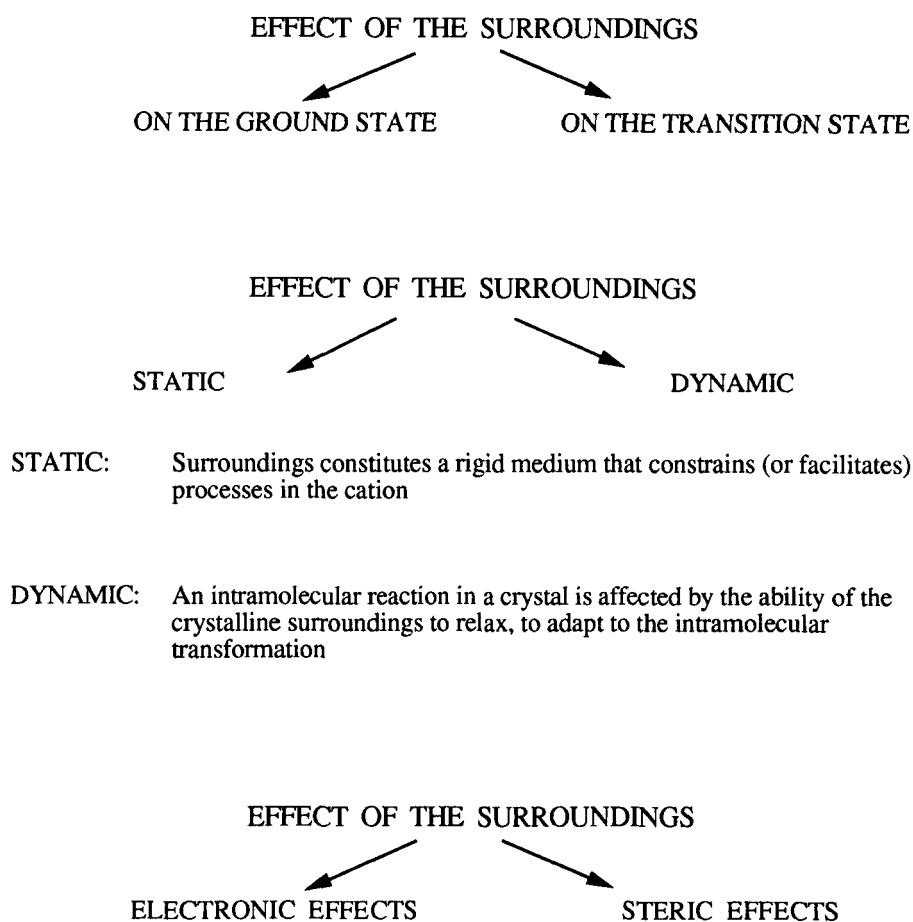 EFFECT OF THE SURROUNDINGS
ON THE GROUND STATE ON THE TRANSITION STATE
EFFECT OF THE SURROUNDINGS
STATIC DYNAMIC
STATIC: Surroundings constitutes a rigid medium that constrains (or facilitates)
processes in the cation
DYNAMIC: An intramolecular reaction in a crystal is affected by the ability of the
crystalline surroundings to relax, to adapt to the intramolecular
transformation
EFFECT OF THE SURROUNDINGS
ELECTRONIC EFFECTS STERIC EFFECTS